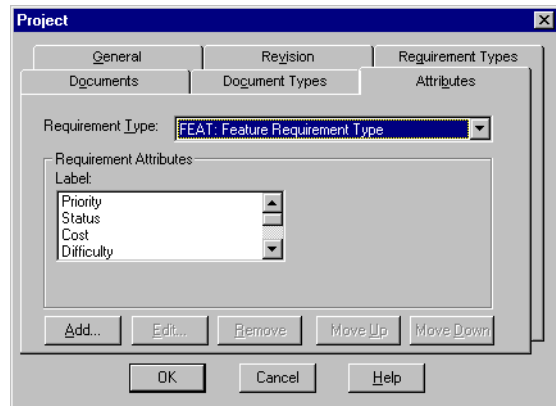 Project
General Revision Requirement Types
Documents Document Types Attributes
Requirement Type: FEAT: Feature Requirement Type
Requirement Attributes
Label:
Priority
Status
Cost
Difficulty
Add... Edit... Remove Move Up Move Down
OK Cancel Help